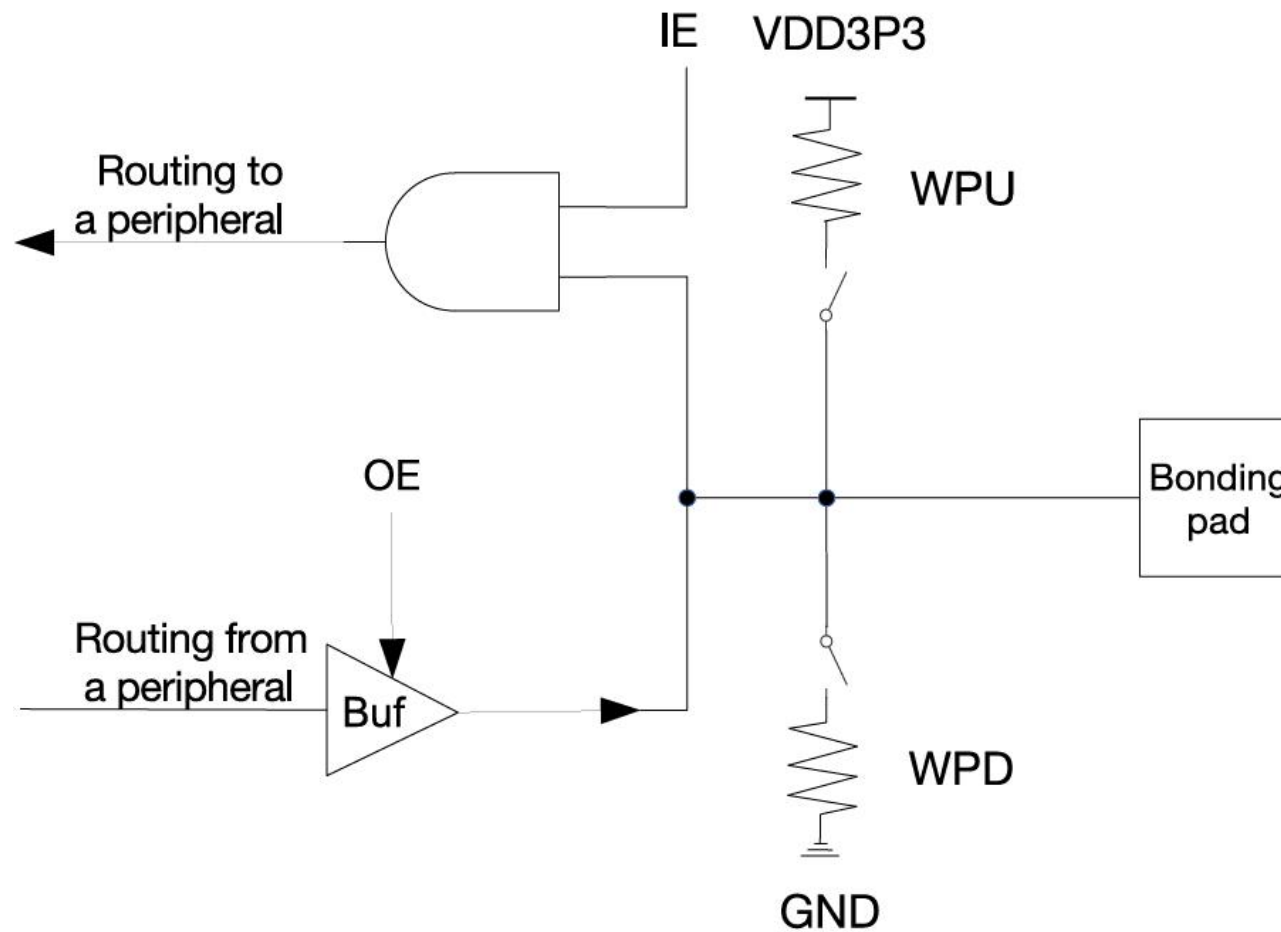 IE
VDD3P3
Routing to
a peripheral
WPU
OE
Bonding
pad
Routing from
a peripheral
Buf
WPD
GND